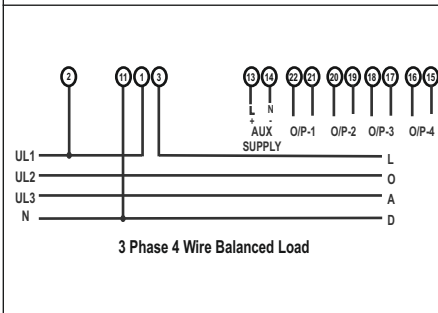 2 11 1 3 13 14 22 21 20 19 18 17 16 15
L N
+ -
AUX O/P-1 O/P-2 O/P-3 O/P-4
SUPPLY
UL1 L
UL2 O
UL3 A
N D
3 Phase 4 Wire Balanced Load